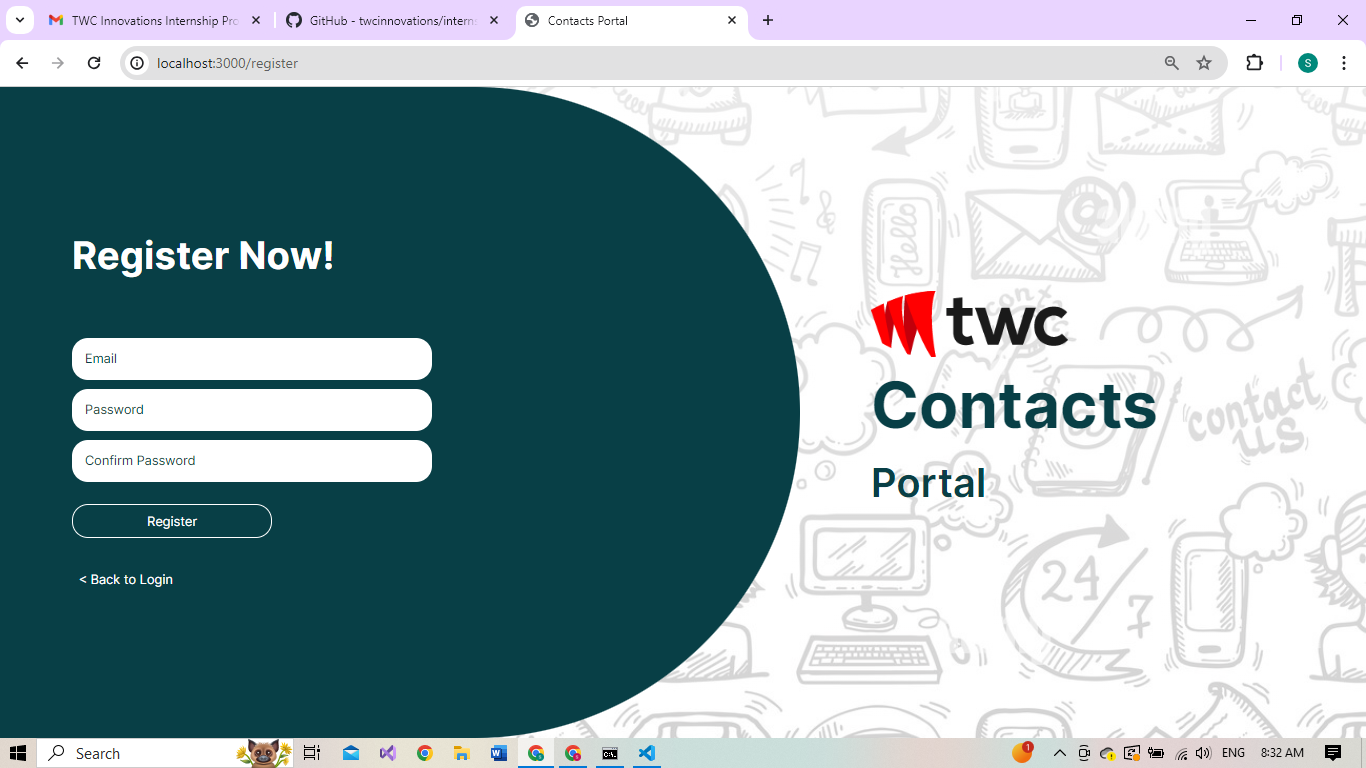 TWC Innovations Internship Pro
GitHub - twcinnovations/interns
Contacts Portal
localhost:3000/register
S
Register Now!
Email
Password
Confirm Password
Register
< Back to Login
twc
Contacts
Portal
Hello
@
contact
us
24/7
Search
1
ENG
8:32 AM